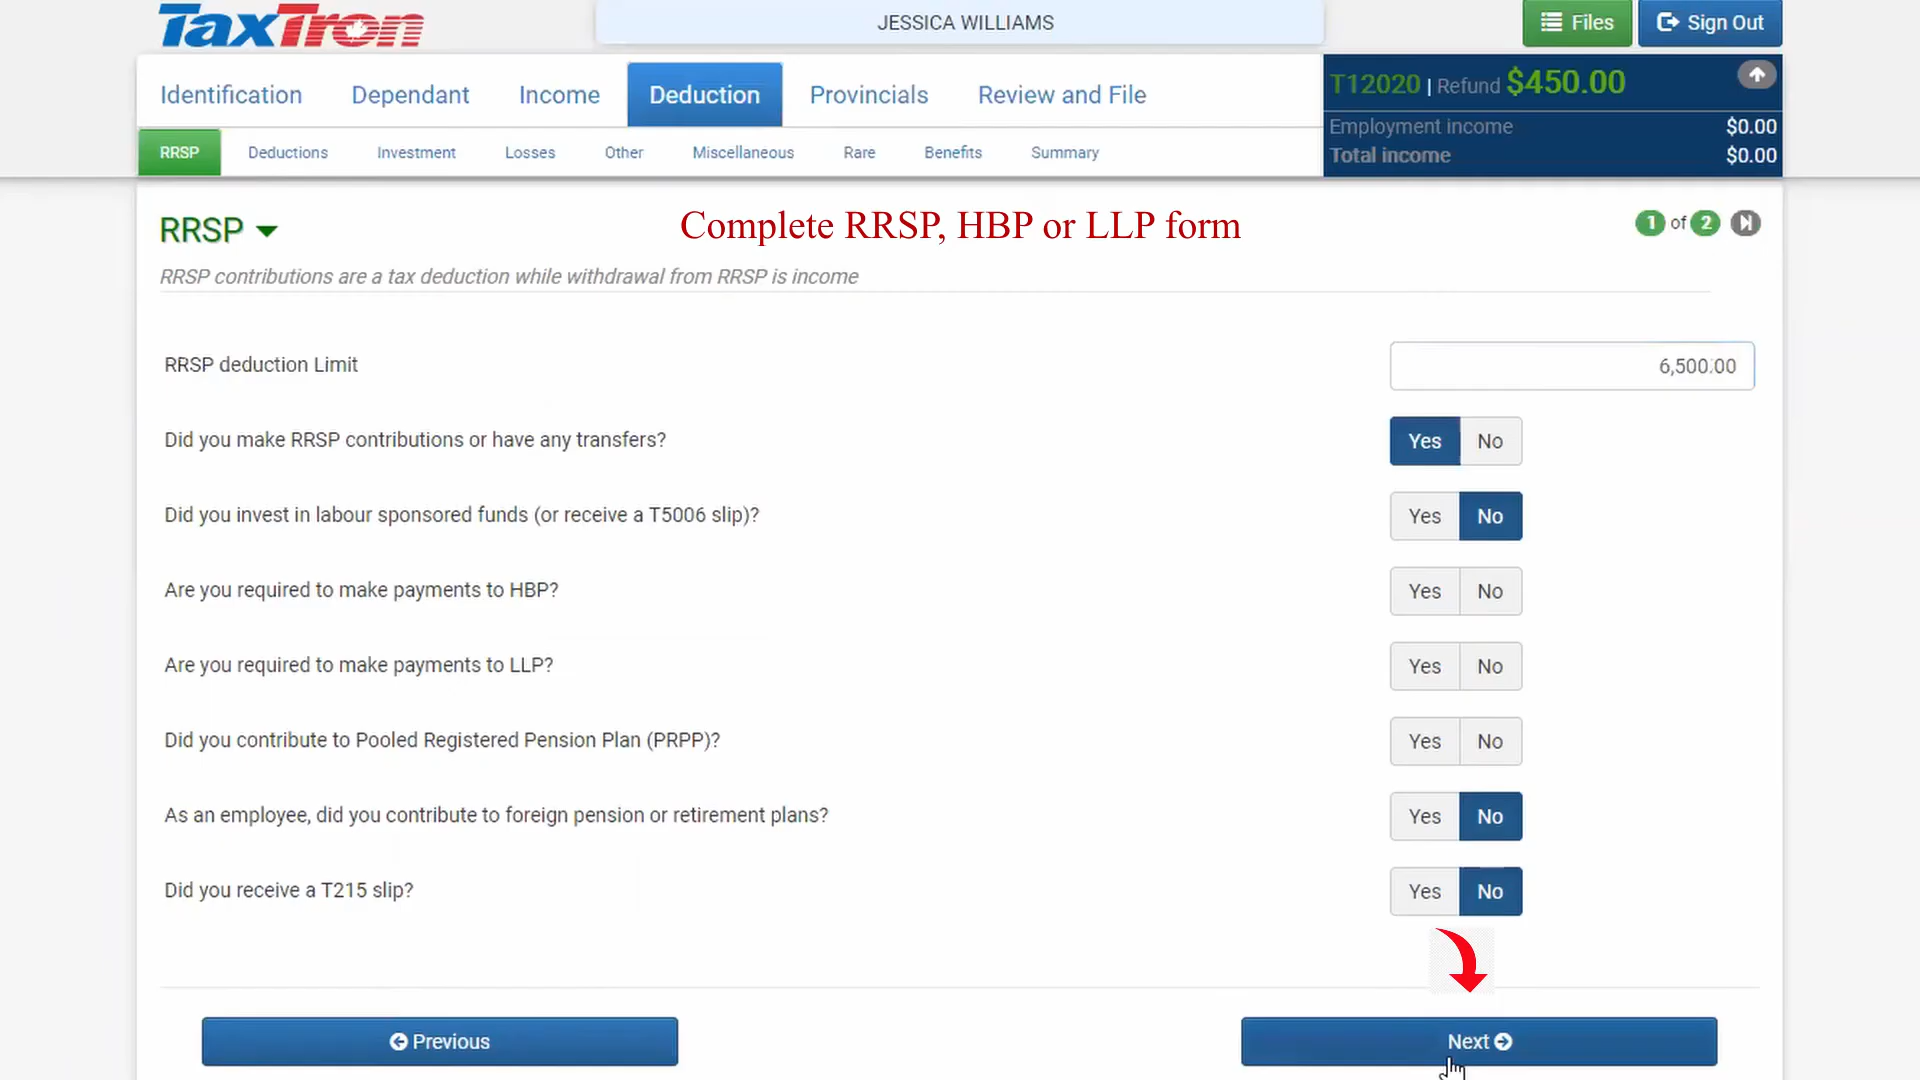 TaxTron
JESSICA WILLIAMS
Files
Sign Out
Identification
Dependant
Income
Deduction
Provincials
Review and File
T12020 | Refund $450.00
Employment income $0.00
Total income $0.00
RRSP
Deductions
Investment
Losses
Other
Miscellaneous
Rare
Benefits
Summary
RRSP
Complete RRSP, HBP or LLP form
1 of 2
RRSP contributions are a tax deduction while withdrawal from RRSP is income
RRSP deduction Limit
6,500.00
Did you make RRSP contributions or have any transfers?
Yes No
Did you invest in labour sponsored funds (or receive a T5006 slip)?
Yes No
Are you required to make payments to HBP?
Yes No
Are you required to make payments to LLP?
Yes No
Did you contribute to Pooled Registered Pension Plan (PRPP)?
Yes No
As an employee, did you contribute to foreign pension or retirement plans?
Yes No
Did you receive a T215 slip?
Yes No
Previous
Next